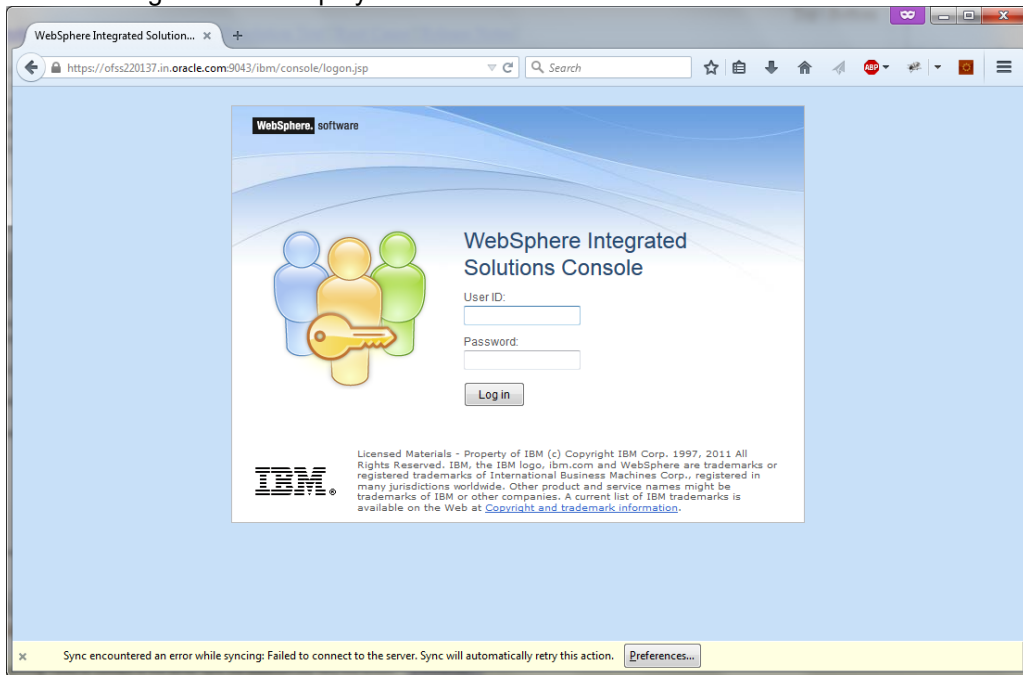 WebSphere Integrated Solution... × +
https://ofss220137.in.oracle.com:9043/ibm/console/logon.jsp
Search
ABP
WebSphere. software
WebSphere Integrated
Solutions Console
User ID:
Password:
Log in
IBM®
Licensed Materials - Property of IBM (c) Copyright IBM Corp. 1997, 2011 All
Rights Reserved. IBM, the IBM logo, ibm.com and WebSphere are trademarks or
registered trademarks of International Business Machines Corp., registered in
many jurisdictions worldwide. Other product and service names might be
trademarks of IBM or other companies. A current list of IBM trademarks is
available on the Web at Copyright and trademark information.
× Sync encountered an error while syncing: Failed to connect to the server. Sync will automatically retry this action. Preferences...